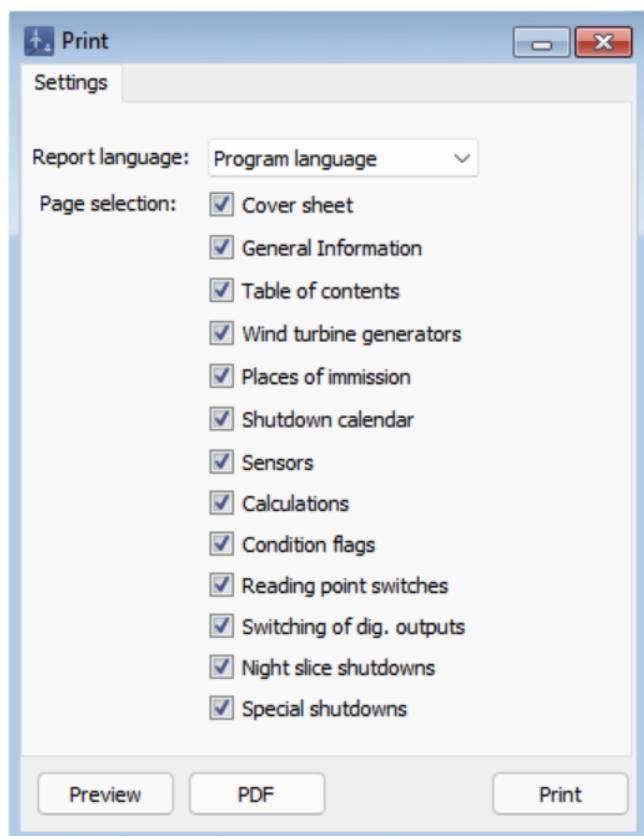 Print
Settings
Report language: Program language
Page selection: Cover sheet
General Information
Table of contents
Wind turbine generators
Places of immission
Shutdown calendar
Sensors
Calculations
Condition flags
Reading point switches
Switching of dig. outputs
Night slice shutdowns
Special shutdowns
Preview PDF Print